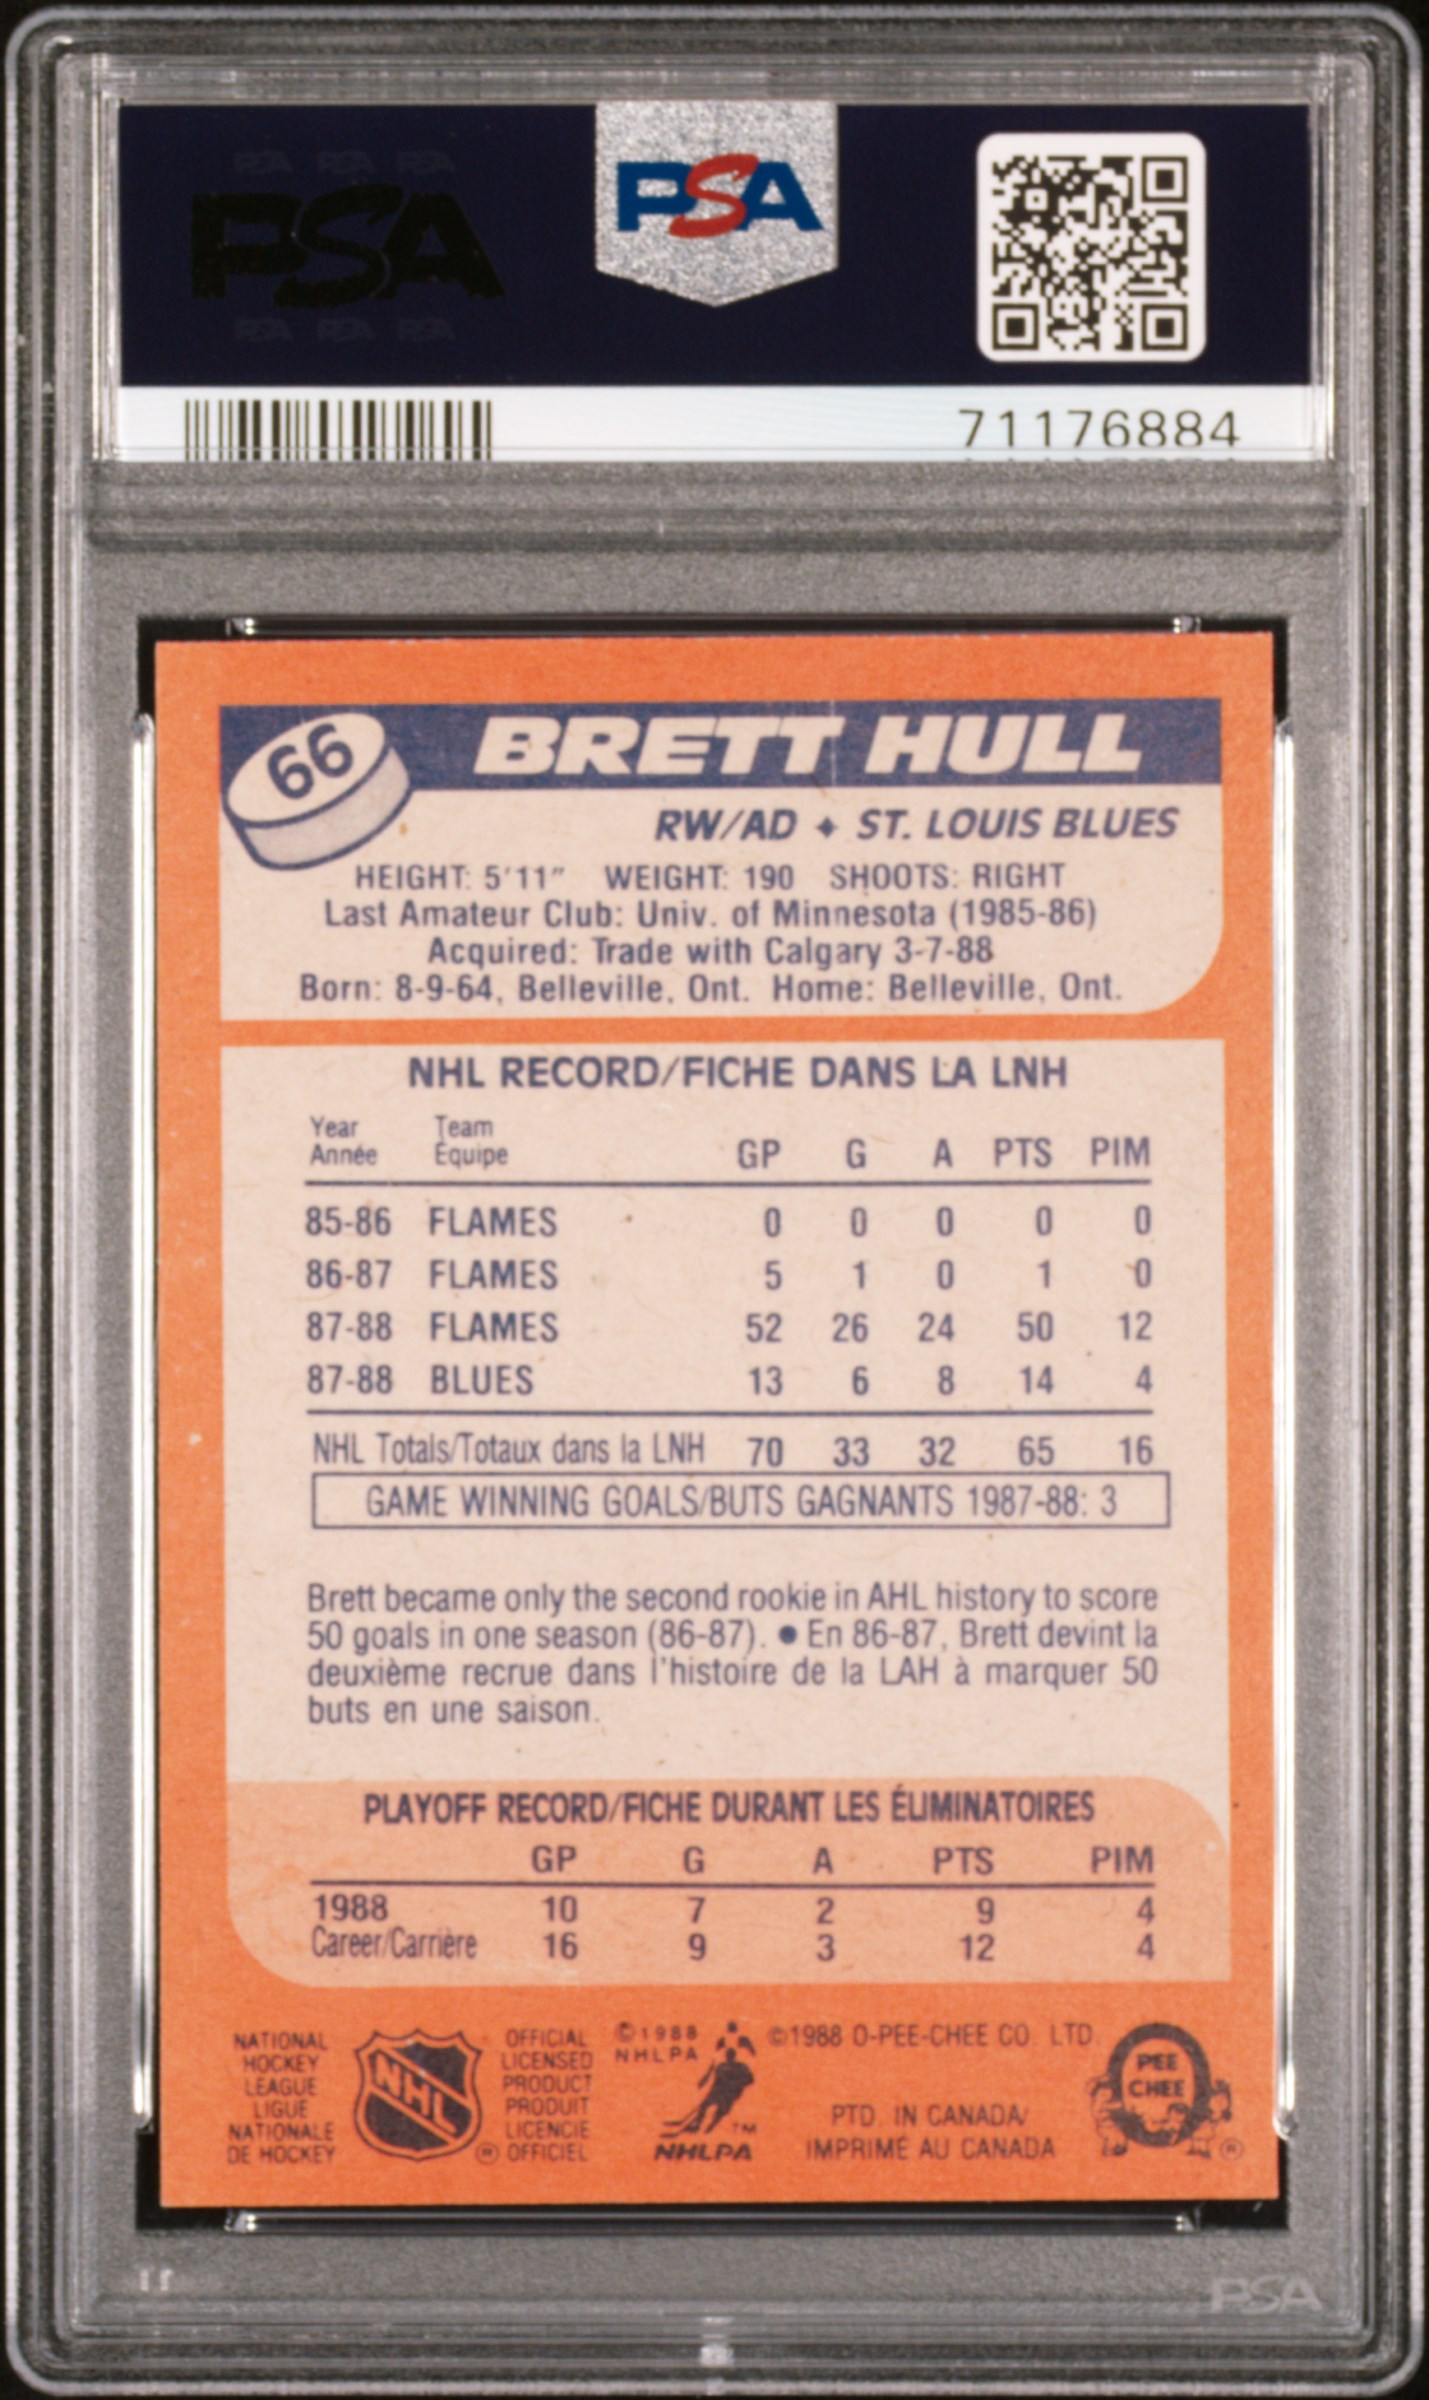 PSA PSA PSA
PSA
PSA PSA PSA
PSA
71176884
66
BRETT HULL
RW/AD ♦ ST. LOUIS BLUES
HEIGHT: 5'11" WEIGHT: 190 SHOOTS: RIGHT
Last Amateur Club: Univ. of Minnesota (1985-86)
Acquired: Trade with Calgary 3-7-88
Born: 8-9-64, Belleville, Ont. Home: Belleville, Ont.
NHL RECORD/FICHE DANS LA LNH
Year Team
Année Équipe GP G A PTS PIM
85-86 FLAMES 0 0 0 0 0
86-87 FLAMES 5 1 0 1 0
87-88 FLAMES 52 26 24 50 12
87-88 BLUES 13 6 8 14 4
NHL Totals/Totaux dans la LNH 70 33 32 65 16
GAME WINNING GOALS/BUTS GAGNANTS 1987-88: 3
Brett became only the second rookie in AHL history to score
50 goals in one season (86-87). ● En 86-87, Brett devint la
deuxième recrue dans l'histoire de la LAH à marquer 50
buts en une saison.
PLAYOFF RECORD/FICHE DURANT LES ÉLIMINATOIRES
GP G A PTS PIM
1988 10 7 2 9 4
Career/Carrière 16 9 3 12 4
NATIONAL
HOCKEY
LEAGUE
LIGUE
NATIONALE
DE HOCKEY
NHL
®
OFFICIAL
LICENSED
PRODUCT
PRODUIT
LICENCIÉ
OFFICIEL
©1988
NHLPA
TM
NHLPA
©1988 O-PEE-CHEE CO. LTD.
PTD. IN CANADA/
IMPRIMÉ AU CANADA
PEE
CHEE
®
PSA